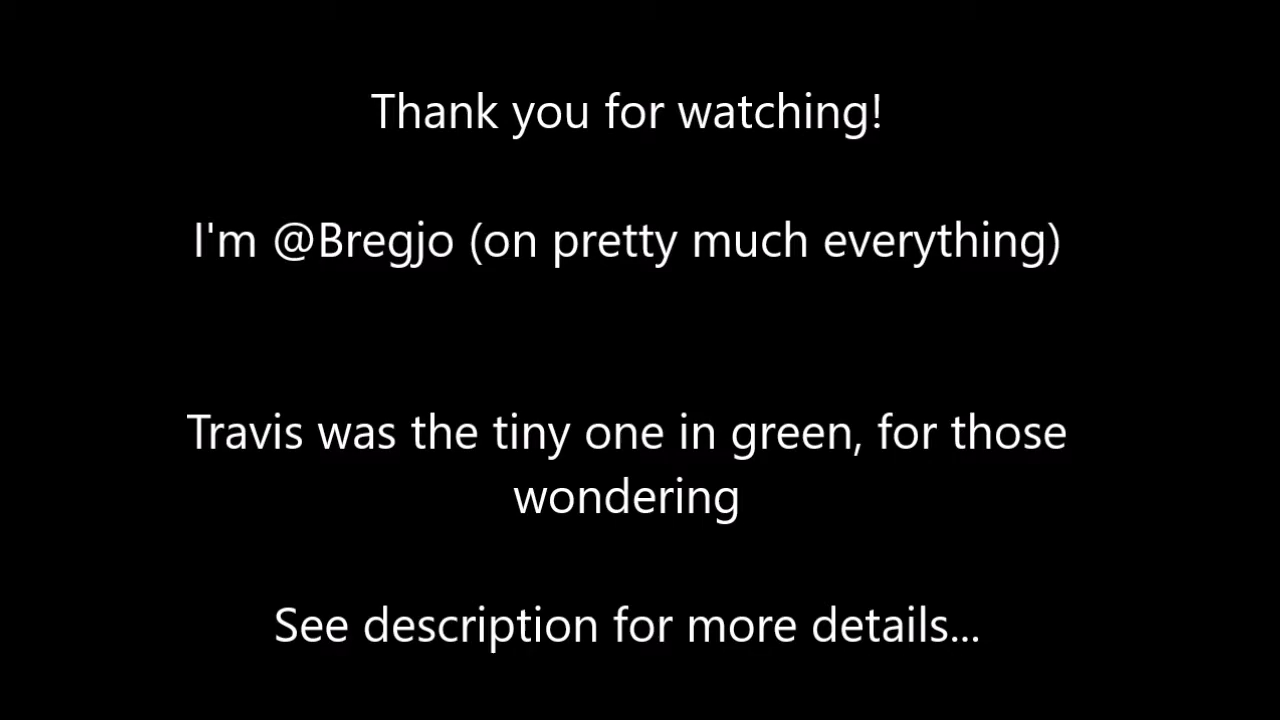 Thank you for watching!
I'm @Bregjo (on pretty much everything)
Travis was the tiny one in green, for those
wondering
See description for more details...